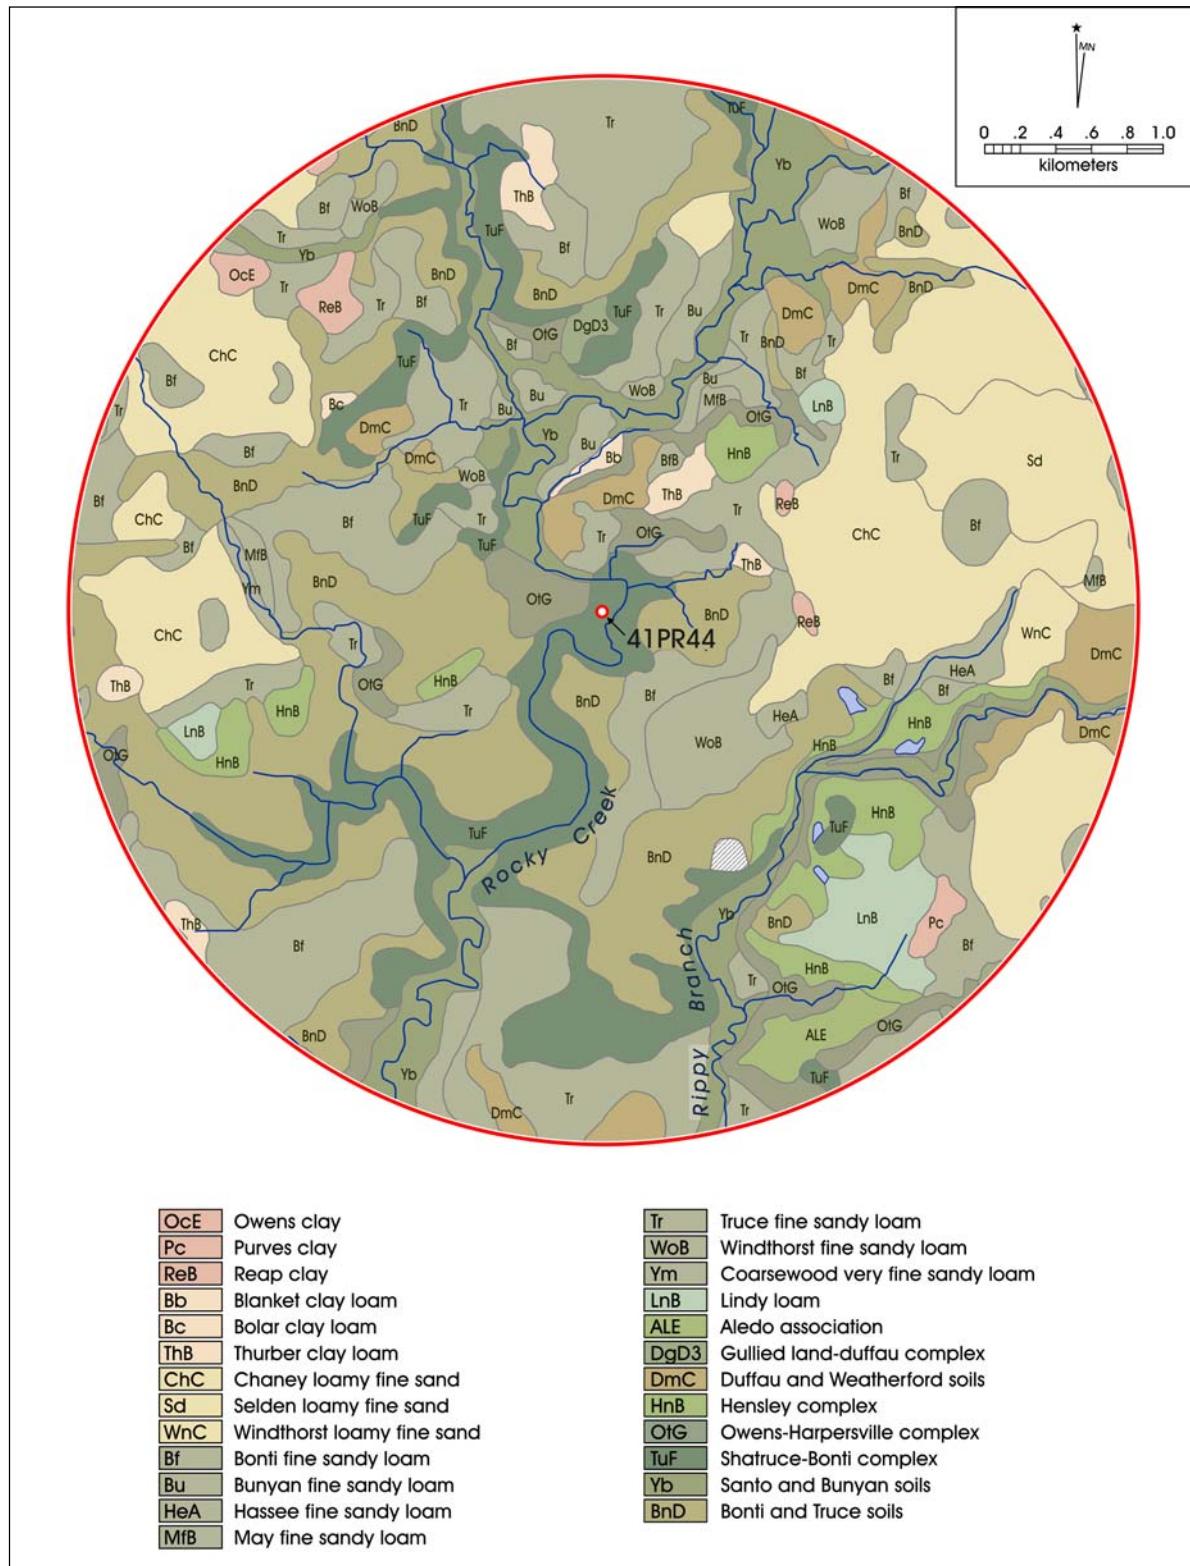 MN
0 .2 .4 .6 .8 1.0
kilometers
BnD
Tr
TuF
Yb
ThB
Bf
WoB
Bf
WoB
Bf
BnD
Tr
TuF
Bf
Yb
OcE
Tr
ReB
Tr
Bf
BnD
BnD
DmC
BnD
DgD3
TuF
Tr
Bu
DmC
OtG
Bf
Tr
BnD
Tr
ChC
TuF
Bf
Bf
Bu
WoB
Bu
MfB
LnB
Tr
Bc
DmC
Tr
Bu
OtG
Yb
Bu
Bb
BfB
HnB
Bf
DmC
WoB
Tr
Sd
BnD
DmC
ThB
ReB
Bf
ChC
Bf
TuF
Tr
Tr
OtG
Tr
Bf
Bf
MfB
TuF
ChC
ThB
MfB
Ym
BnD
OtG
BnD
41PR44
ReB
WnC
ChC
Tr
DmC
HeA
ThB
Tr
OtG
HnB
Bf
Bf
Bf
HnB
Tr
BnD
HeA
HnB
LnB
HnB
WoB
HnB
DmC
OtG
HnB
TuF
TuF
Rocky Creek
BnD
LnB
Pc
ThB
Yb
BnD
Bf
Bf
HnB
Tr
OtG
Rippy Branch
BnD
ALE
OtG
Yb
TuF
DmC
Tr
Tr
OcE Owens clay
Pc Purves clay
ReB Reap clay
Bb Blanket clay loam
Bc Bolar clay loam
ThB Thurber clay loam
ChC Chaney loamy fine sand
Sd Selden loamy fine sand
WnC Windthorst loamy fine sand
Bf Bonti fine sandy loam
Bu Bunyan fine sandy loam
HeA Hassee fine sandy loam
MfB May fine sandy loam
Tr Truce fine sandy loam
WoB Windthorst fine sandy loam
Ym Coarsewood very fine sandy loam
LnB Lindy loam
ALE Aledo association
DgD3 Gullied land-duffau complex
DmC Duffau and Weatherford soils
HnB Hensley complex
OtG Owens-Harpersville complex
TuF Shatruce-Bonti complex
Yb Santo and Bunyan soils
BnD Bonti and Truce soils